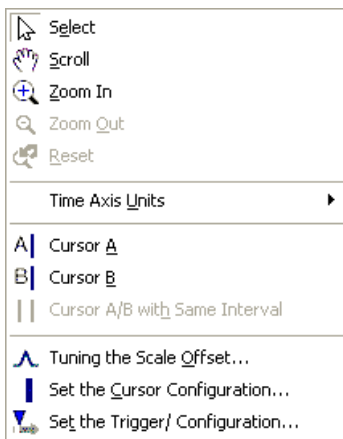 Select
Scroll
Zoom In
Zoom Out
Reset
Time Axis Units
A Cursor A
B Cursor B
Cursor A/B with Same Interval
Tuning the Scale Offset...
Set the Cursor Configuration...
Set the Trigger/ Configuration...